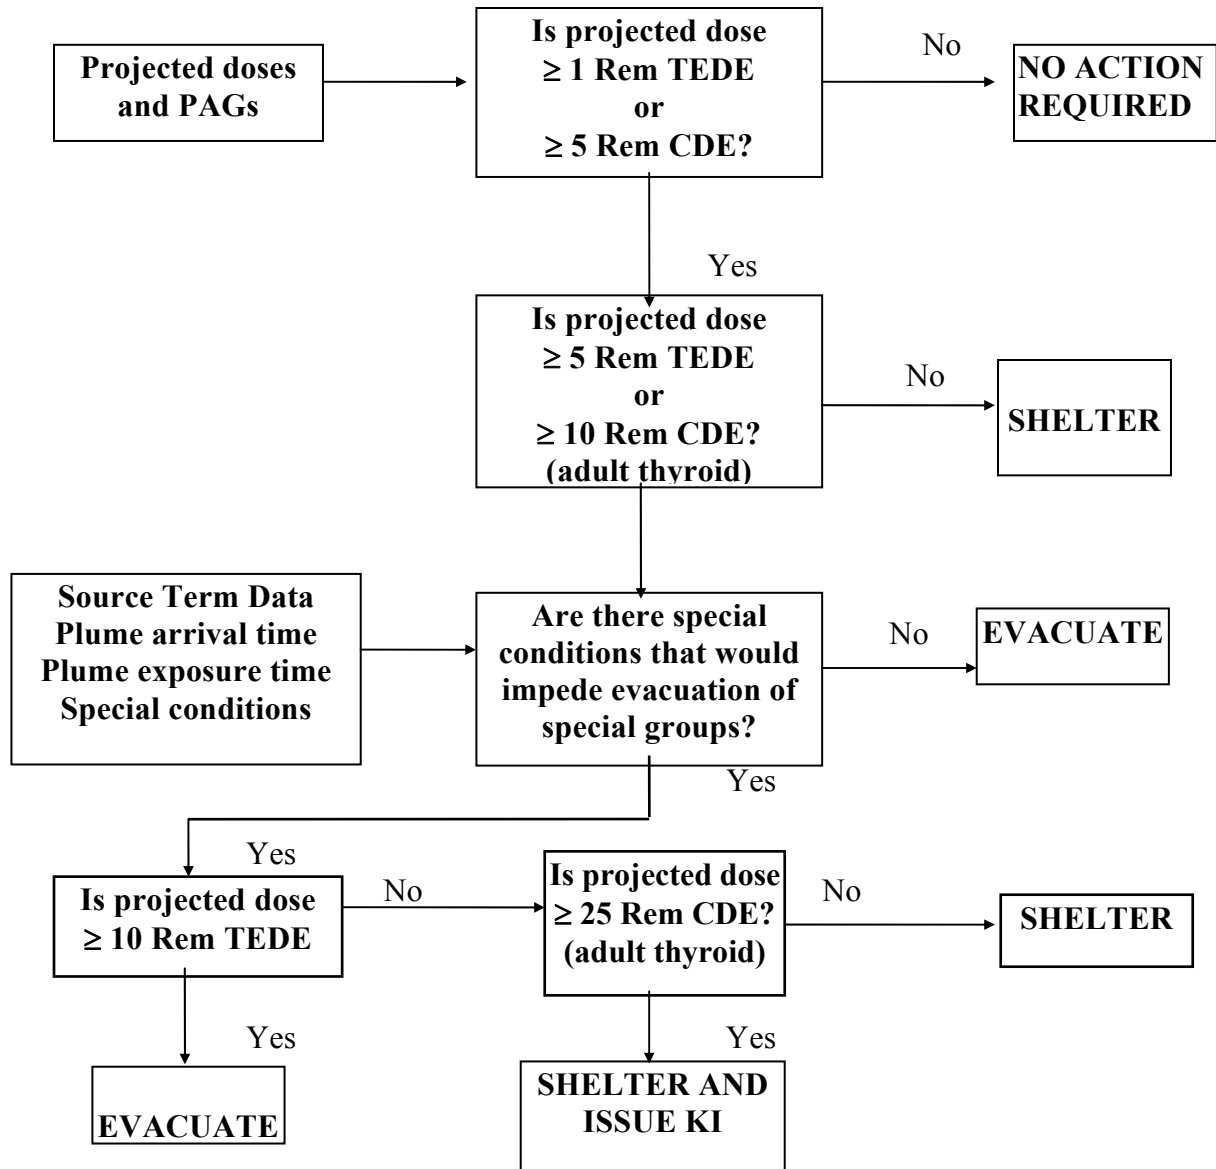 Projected doses
and PAGs
Is projected dose
≥ 1 Rem TEDE
or
≥ 5 Rem CDE?
No
NO ACTION
REQUIRED
Yes
Is projected dose
≥ 5 Rem TEDE
or
≥ 10 Rem CDE?
(adult thyroid)
No
SHELTER
Source Term Data
Plume arrival time
Plume exposure time
Special conditions
Are there special
conditions that would
impede evacuation of
special groups?
No
EVACUATE
Yes
Yes
Is projected dose
≥ 10 Rem TEDE
No
Is projected dose
≥ 25 Rem CDE?
(adult thyroid)
No
SHELTER
Yes
EVACUATE
Yes
SHELTER AND
ISSUE KI